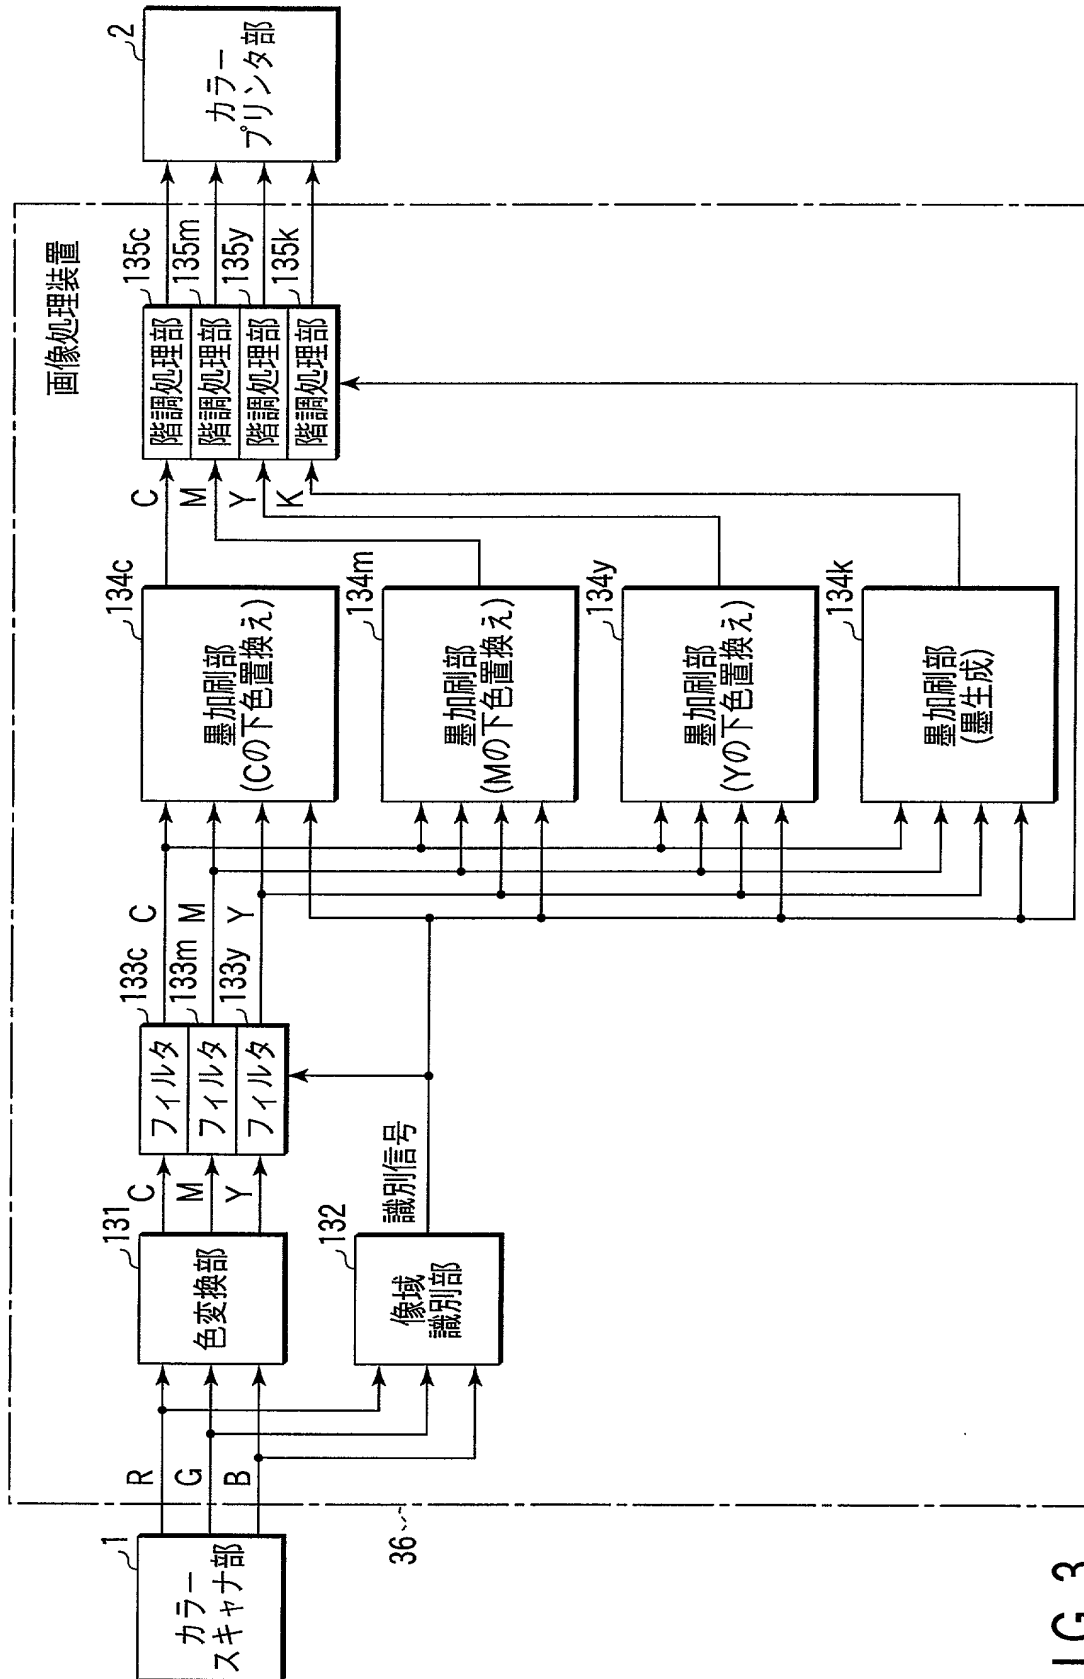 画像処理装置
36
1
カラー
スキャナ部
R
G
B
131
色変換部
132
像域
識別部
識別信号
C
M
Y
133c
133m
133y
フィルタ
フィルタ
フィルタ
C
M
Y
134c
墨加刷部
(Cの下色置換え)
134m
墨加刷部
(Mの下色置換え)
134y
墨加刷部
(Yの下色置換え)
134k
墨加刷部
(墨生成)
C
M
Y
K
135c
135m
135y
135k
階調処理部
階調処理部
階調処理部
階調処理部
2
カラー
プリンタ部
IG. 3